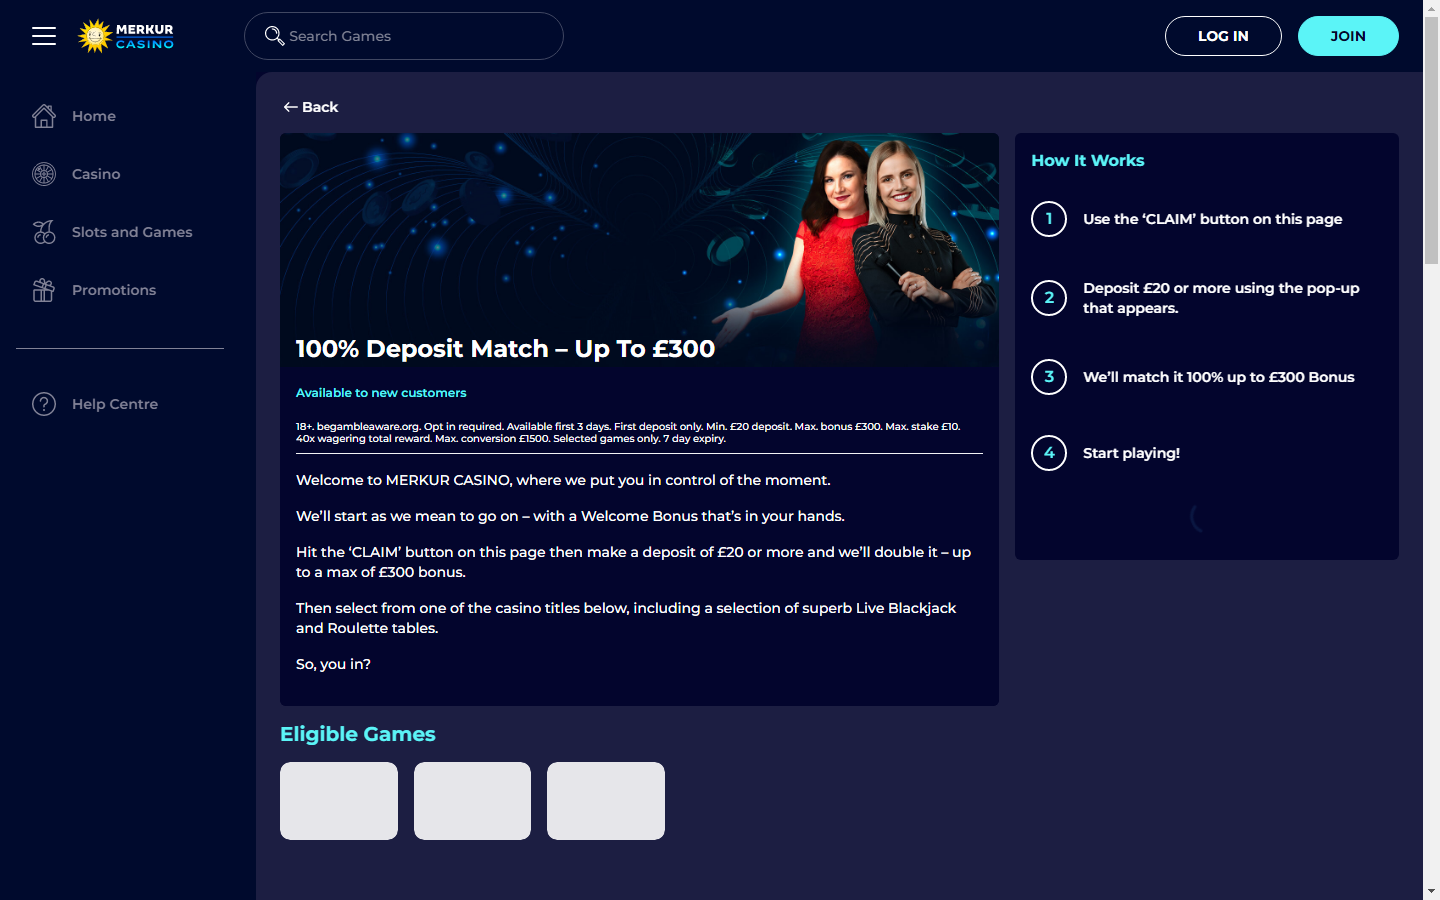 MERKUR
CASINO
Search Games
LOG IN
JOIN
Home
Casino
Slots and Games
Promotions
Help Centre
Back
100% Deposit Match – Up To £300
Available to new customers
18+. begambleaware.org. Opt in required. Available first 3 days. First deposit only. Min. £20 deposit. Max. bonus £300. Max. stake £10.
40x wagering total reward. Max. conversion £1500. Selected games only. 7 day expiry.
Welcome to MERKUR CASINO, where we put you in control of the moment.
We’ll start as we mean to go on – with a Welcome Bonus that’s in your hands.
Hit the ‘CLAIM’ button on this page then make a deposit of £20 or more and we’ll double it – up
to a max of £300 bonus.
Then select from one of the casino titles below, including a selection of superb Live Blackjack
and Roulette tables.
So, you in?
Eligible Games
How It Works
1 Use the ‘CLAIM’ button on this page
2 Deposit £20 or more using the pop-up
that appears.
3 We’ll match it 100% up to £300 Bonus
4 Start playing!